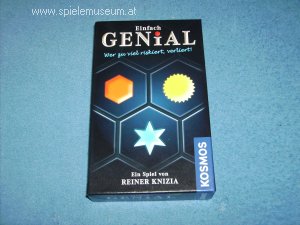 www.spielemuseum.at
Einfach
GENiAL
Wer zu viel riskiert, verliert!
Ein Spiel von
REINER KNIZIA
KOSMOS